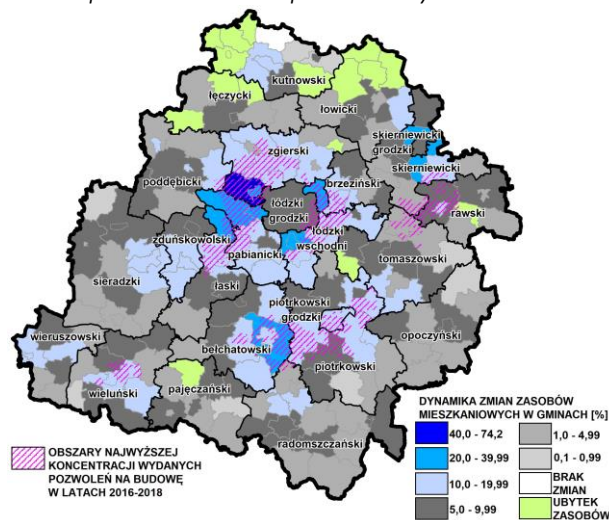 kutnowski
łęczycki
łowicki
skierniewicki
grodzki
zgierski
skierniewicki
brzeziński
poddębicki
łódzki
grodzki
rawski
łódzki
wschodni
zduńskowolski
pabianicki
tomaszowski
sieradzki
łaski
piotrkowski
grodzki
wieruszowski
opoczyński
bełchatowski
piotrkowski
wieluński
pajęczański
radomszczański
OBSZARY NAJWYŻSZEJ
KONCENTRACJI WYDANYCH
POZWOLEŃ NA BUDOWĘ
W LATACH 2016-2018
DYNAMIKA ZMIAN ZASOBÓW
MIESZKANIOWYCH W GMINACH [%]
40,0 - 74,2
20,0 - 39,99
10,0 - 19,99
5,0 - 9,99
1,0 - 4,99
0,1 - 0,99
BRAK
ZMIAN
UBYTEK
ZASOBÓW